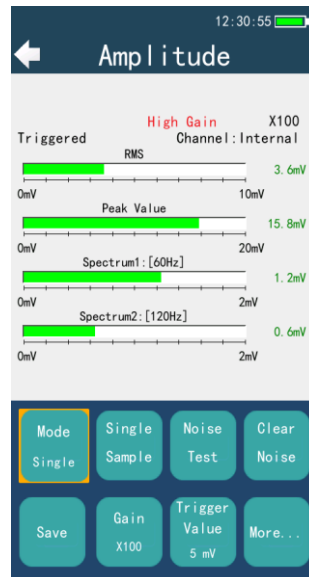 12:30:55
Amplitude
High Gain X100
Triggered Channel:Internal
RMS
3.6mV
0mV 10mV
Peak Value
15.8mV
0mV 20mV
Spectrum1:[60Hz]
1.2mV
0mV 2mV
Spectrum2:[120Hz]
0.6mV
0mV 2mV
Mode
Single
Single
Sample
Noise
Test
Clear
Noise
Save
Gain
X100
Trigger
Value
5 mV
More...